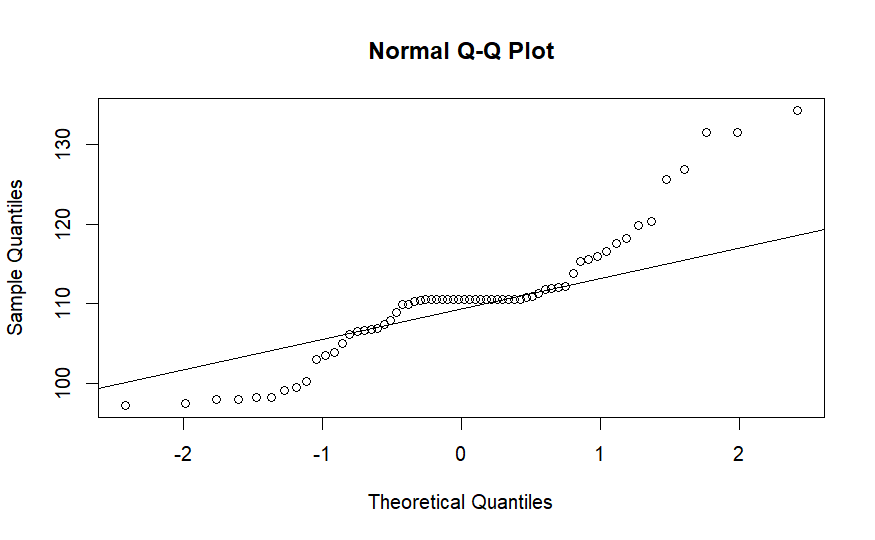 Normal Q-Q Plot
130
120
110
100
Sample Quantiles
-2 -1 0 1 2
Theoretical Quantiles